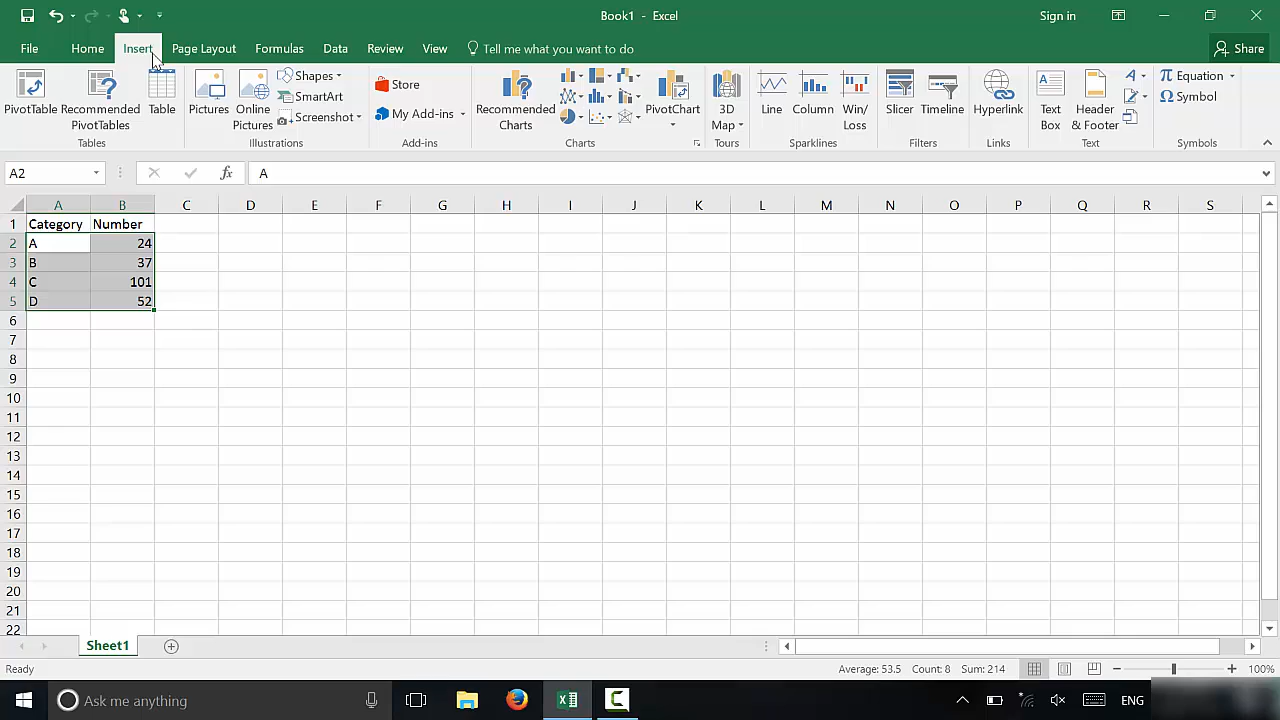 Book1 - Excel
Sign in
File Home Insert Page Layout Formulas Data Review View Tell me what you want to do Share
PivotTable Recommended PivotTables Table Pictures Online Pictures Shapes SmartArt Screenshot Store My Add-ins Recommended Charts PivotChart 3D Map Line Column Win/Loss Slicer Timeline Hyperlink Text Box Header & Footer Equation Symbol
Tables Illustrations Add-ins Charts Tours Sparklines Filters Links Text Symbols
A2 fx A
A B C D E F G H I J K L M N O P Q R S
1 Category Number
2 A 24
3 B 37
4 C 101
5 D 52
6
7
8
9
10
11
12
13
14
15
16
17
18
19
20
21
22
Sheet1
Ready Average: 53.5 Count: 8 Sum: 214 100%
Ask me anything ENG